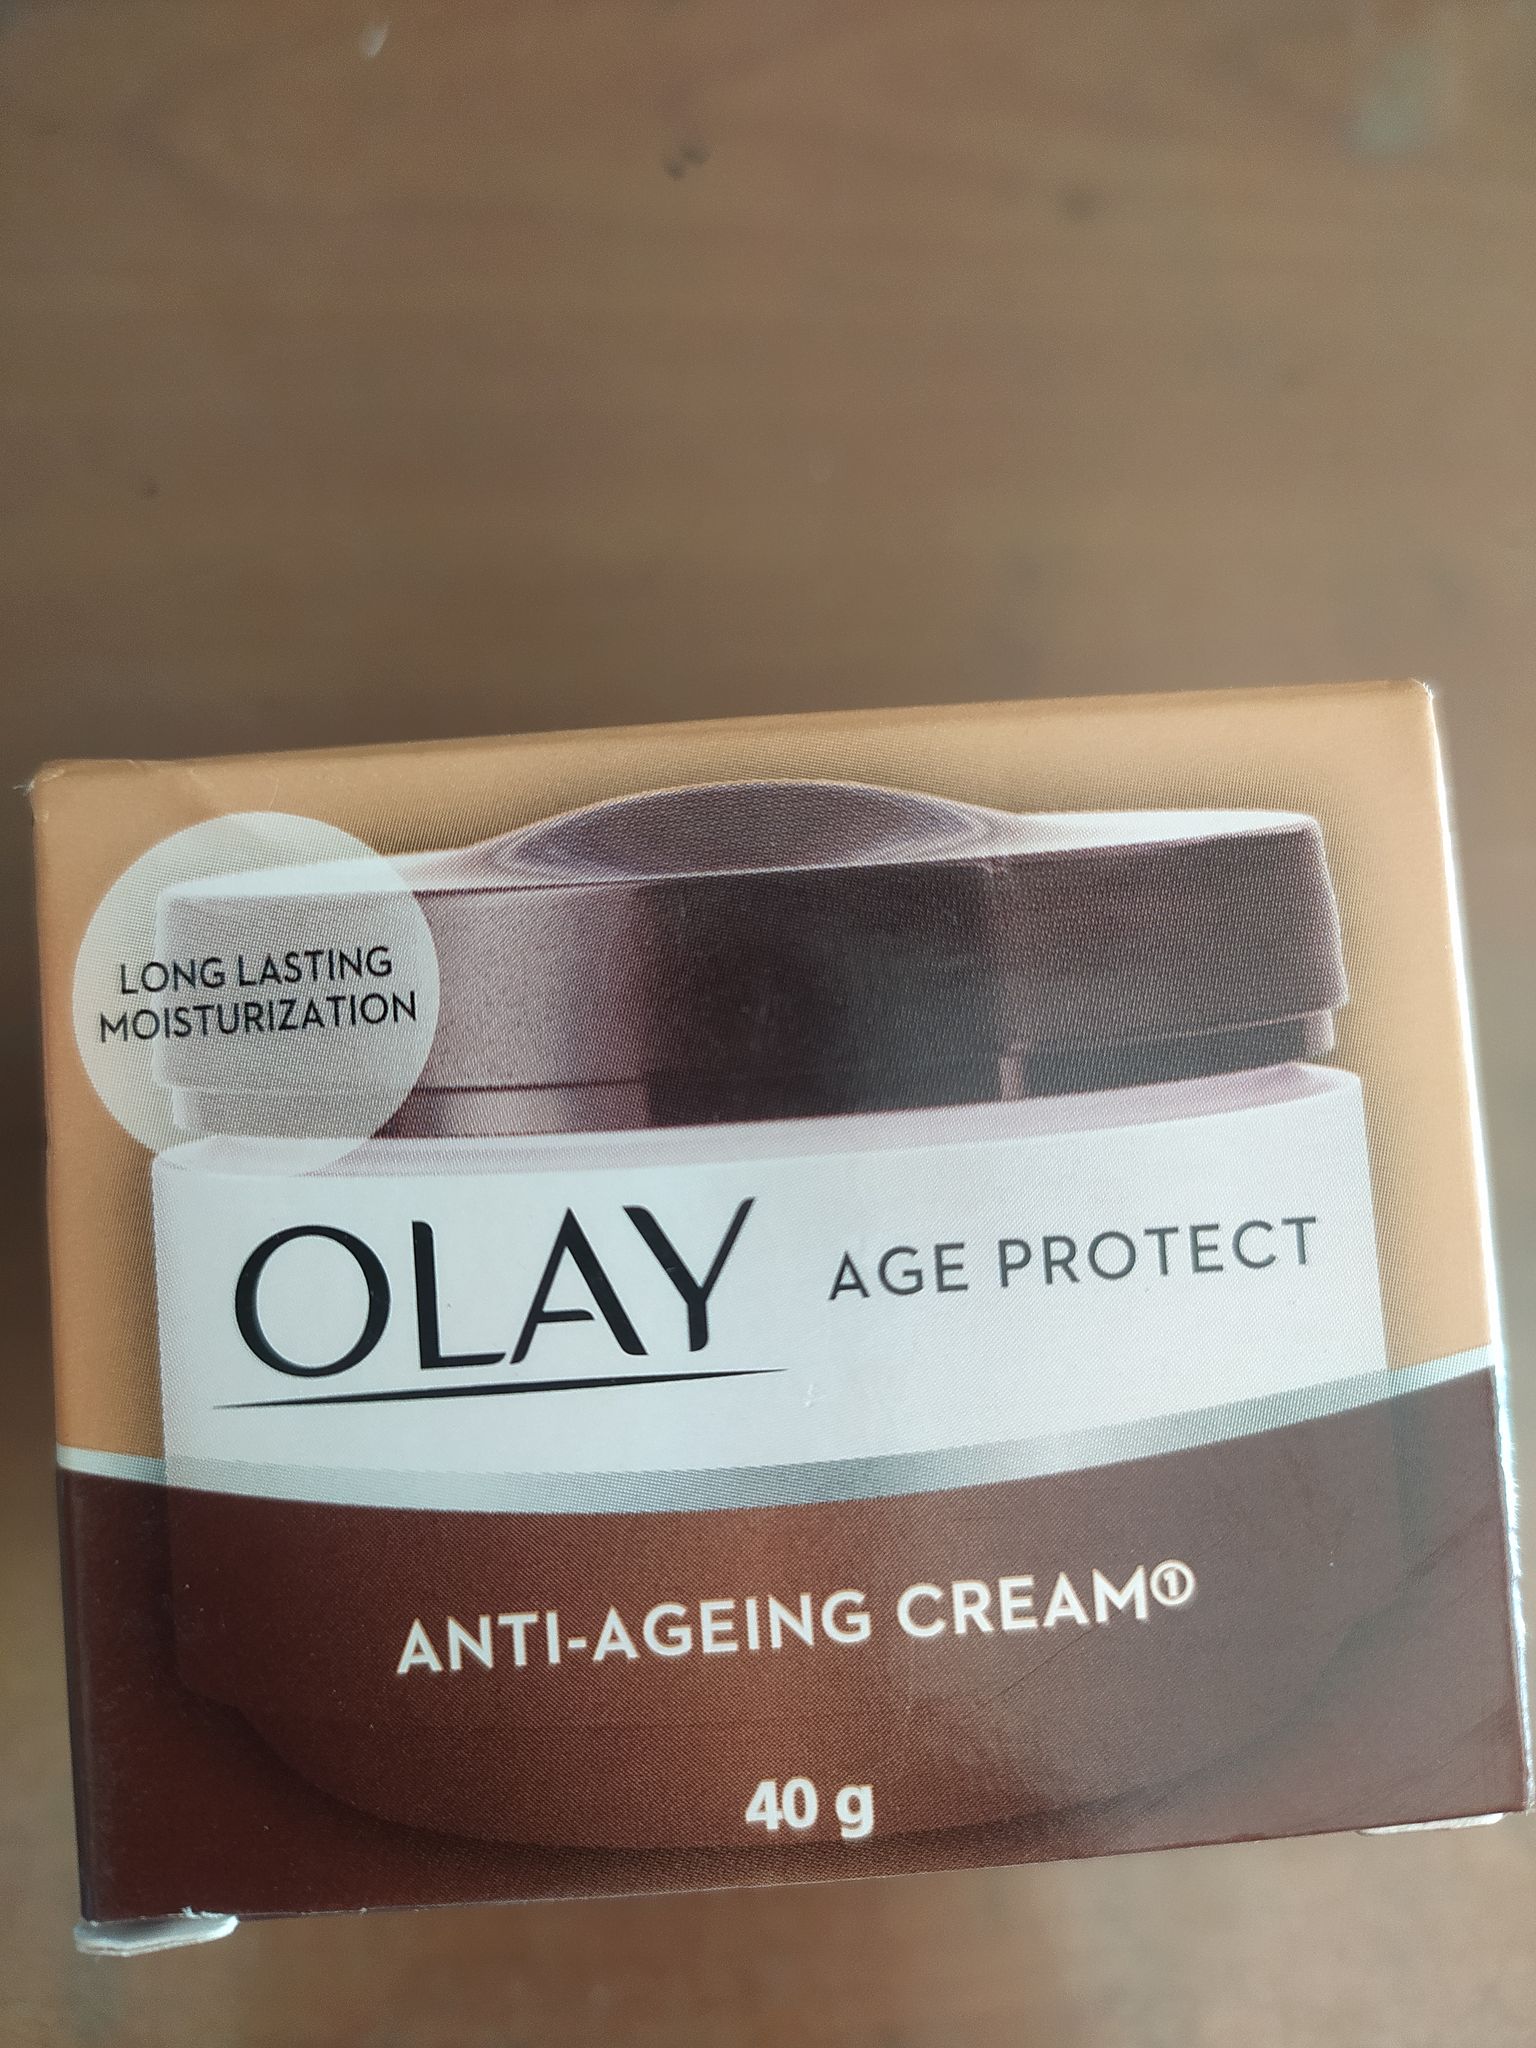 LONG LASTING
MOISTURIZATION
OLAY AGE PROTECT
ANTI-AGEING CREAM①
40 g